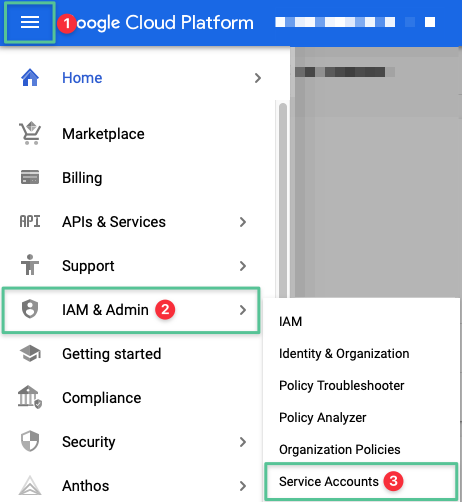 1 oogle Cloud Platform
Home
Marketplace
Billing
API APIs & Services
Support
IAM & Admin 2
Getting started
Compliance
Security
Anthos
IAM
Identity & Organization
Policy Troubleshooter
Policy Analyzer
Organization Policies
Service Accounts 3